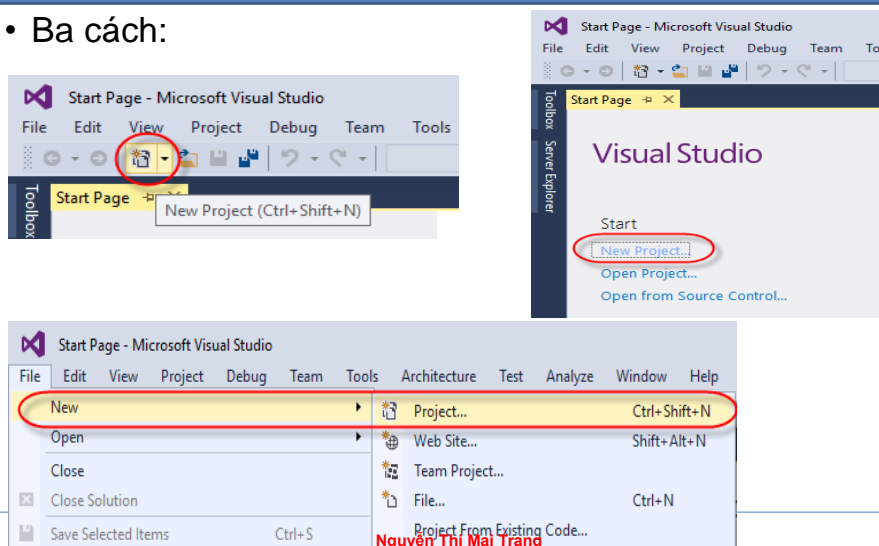 • Ba cách:
Start Page - Microsoft Visual Studio
File Edit View Project Debug Team Tools
Toolbox
Start Page
New Project (Ctrl+Shift+N)
Start Page - Microsoft Visual Studio
File Edit View Project Debug Team To
Toolbox
Server Explorer
Start Page
Visual Studio
Start
New Project...
Open Project...
Open from Source Control...
Start Page - Microsoft Visual Studio
File Edit View Project Debug Team Tools Architecture Test Analyze Window Help
New
Project... Ctrl+Shift+N
Open
Web Site... Shift+Alt+N
Close
Team Project...
Close Solution
File... Ctrl+N
Save Selected Items Ctrl+S
Project From Existing Code...
Nguyễn Thị Mai Trang